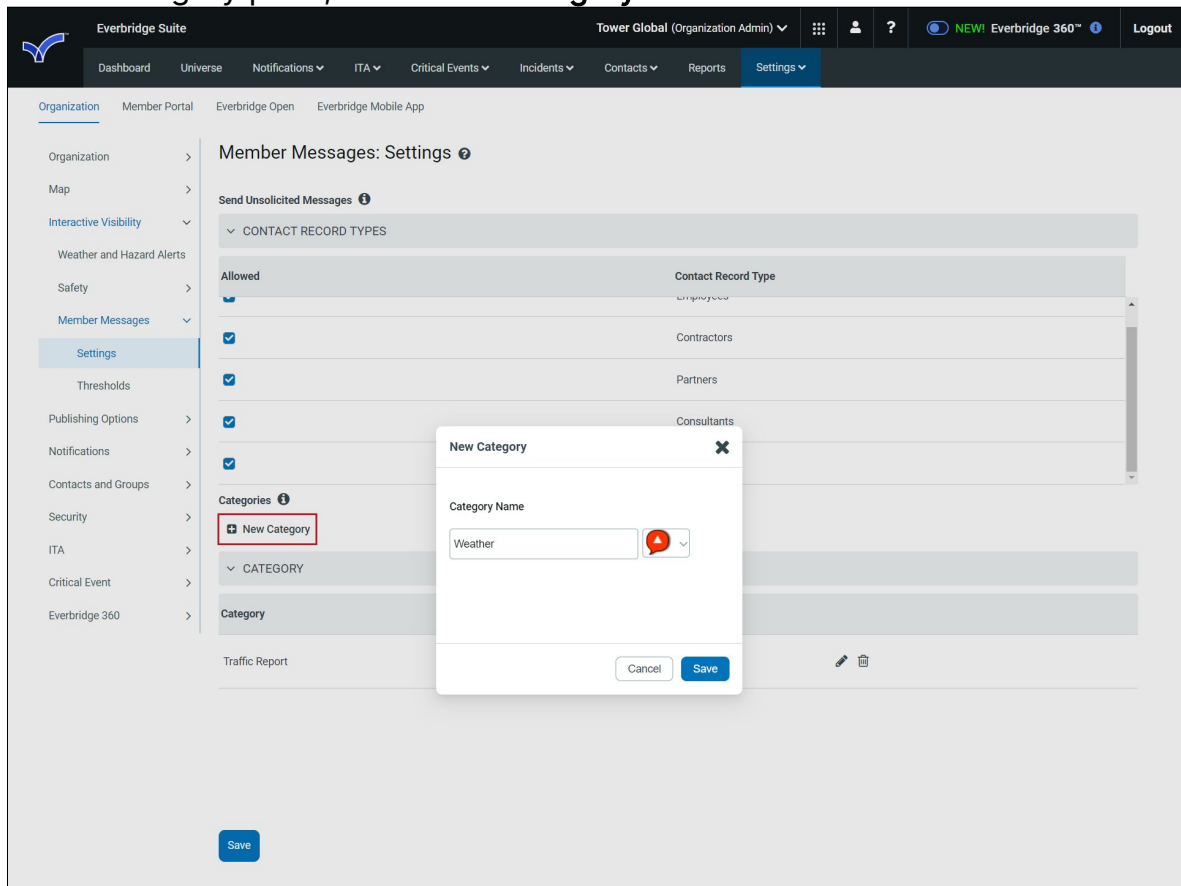 Everbridge Suite
Tower Global (Organization Admin)
?
NEW! Everbridge 360™
Logout
Dashboard Universe Notifications ITA Critical Events Incidents Contacts Reports Settings
Organization Member Portal Everbridge Open Everbridge Mobile App
Organization
Map
Interactive Visibility
Weather and Hazard Alerts
Safety
Member Messages
Settings
Thresholds
Publishing Options
Notifications
Contacts and Groups
Security
ITA
Critical Event
Everbridge 360
Member Messages: Settings
Send Unsolicited Messages
CONTACT RECORD TYPES
Allowed Contact Record Type
Employees
Contractors
Partners
Consultants
Categories
New Category
CATEGORY
Category
Traffic Report
Save
New Category
Category Name
Weather
Cancel Save